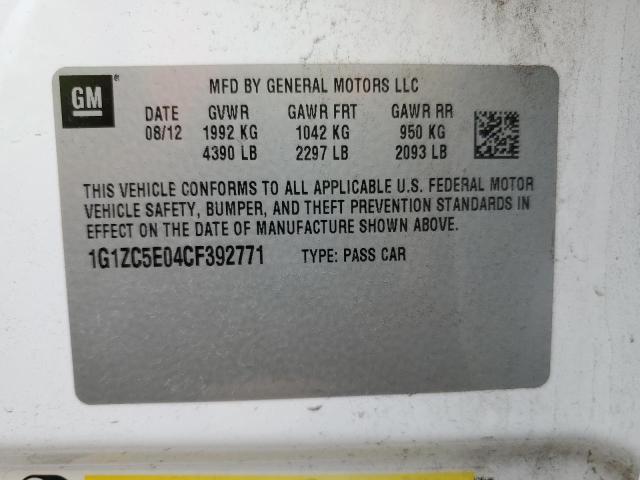 GM
MFD BY GENERAL MOTORS LLC
DATE GVWR GAWR FRT GAWR RR
08/12 1992 KG 1042 KG 950 KG
4390 LB 2297 LB 2093 LB
THIS VEHICLE CONFORMS TO ALL APPLICABLE U.S. FEDERAL MOTOR
VEHICLE SAFETY, BUMPER, AND THEFT PREVENTION STANDARDS IN
EFFECT ON THE DATE OF MANUFACTURE SHOWN ABOVE.
1G1ZC5E04CF392771 TYPE: PASS CAR